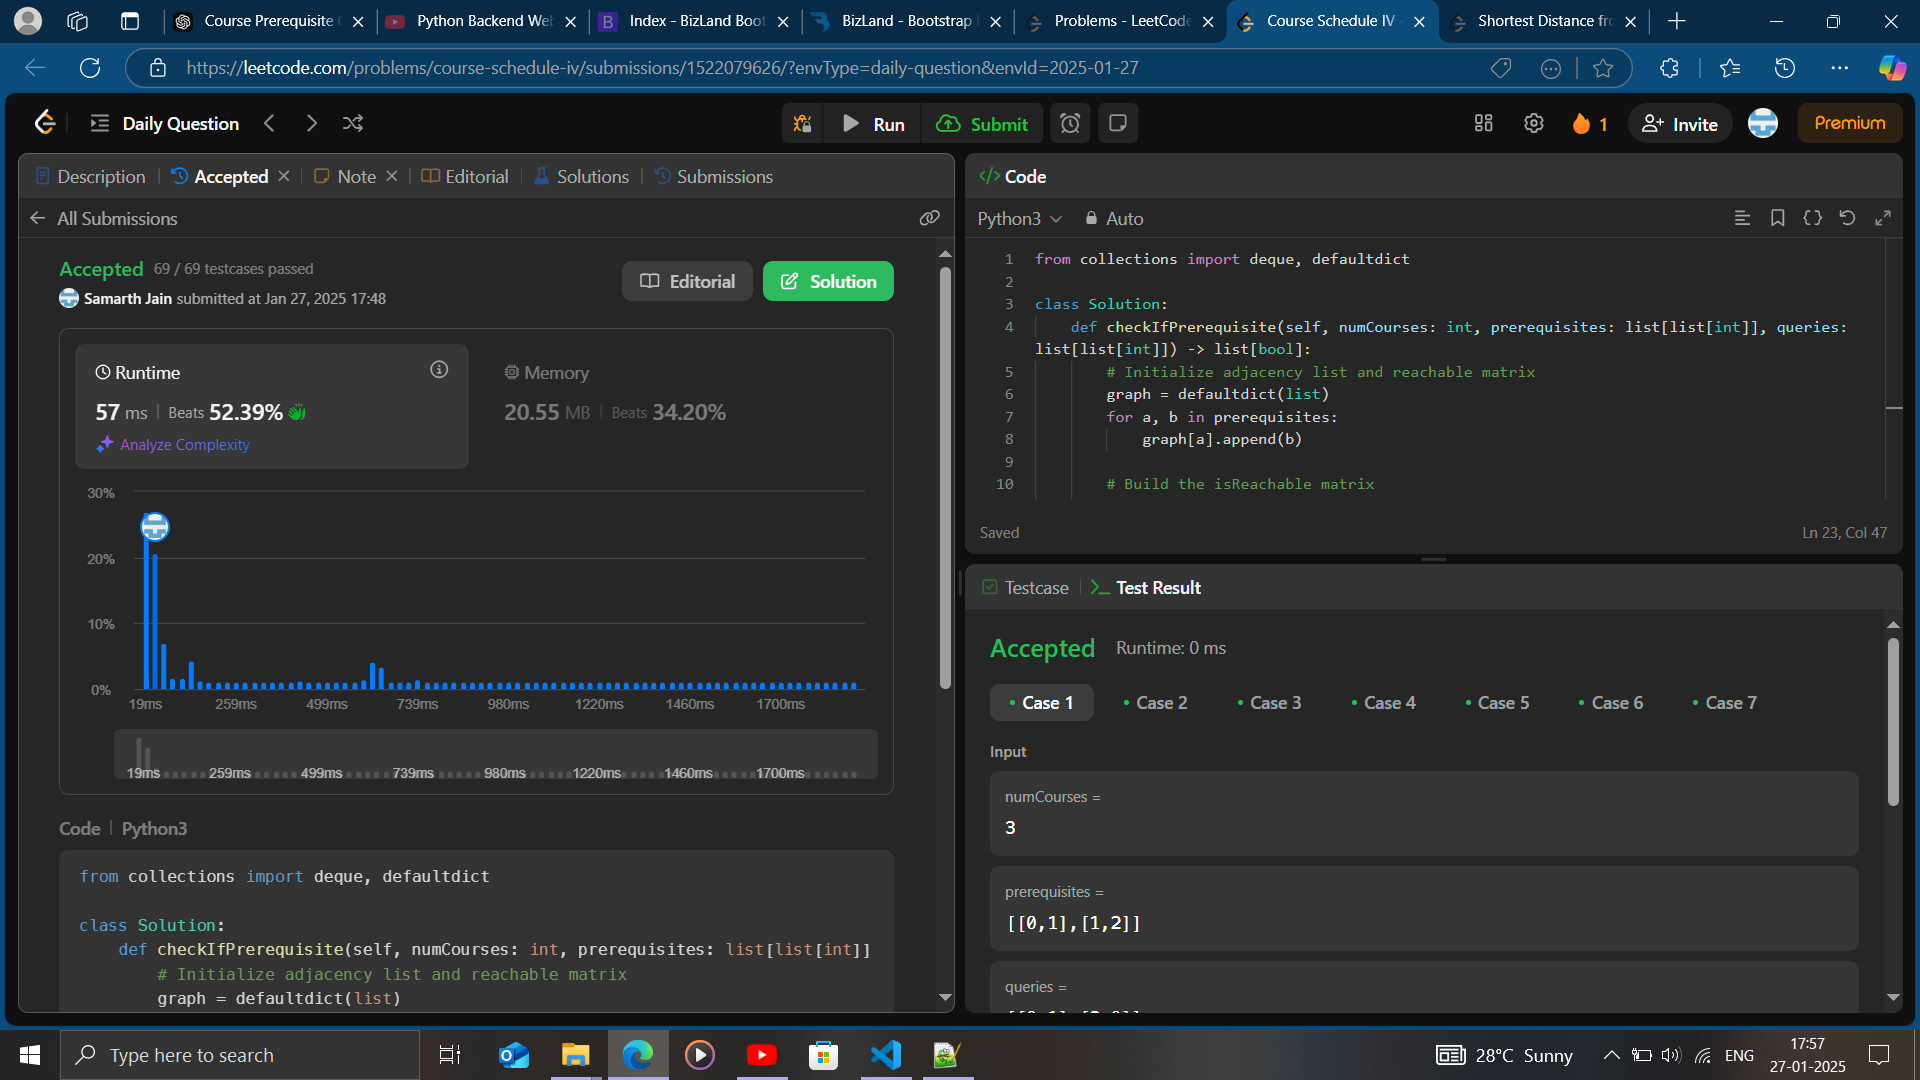 Course Prerequisite
Python Backend Web
Index - BizLand Boot
BizLand - Bootstrap
Problems - LeetCode
Course Schedule IV
Shortest Distance fr
https://leetcode.com/problems/course-schedule-iv/submissions/1522079626/?envType=daily-question&envId=2025-01-27
Daily Question
Run
Submit
1
Invite
Premium
Description
Accepted
Note
Editorial
Solutions
Submissions
All Submissions
Accepted 69 / 69 testcases passed
Samarth Jain submitted at Jan 27, 2025 17:48
Editorial
Solution
Runtime
57 ms | Beats 52.39%
Analyze Complexity
Memory
20.55 MB | Beats 34.20%
30%
20%
10%
0%
19ms 259ms 499ms 739ms 980ms 1220ms 1460ms 1700ms
19ms 259ms 499ms 739ms 980ms 1220ms 1460ms 1700ms
Code | Python3
from collections import deque, defaultdict
class Solution:
def checkIfPrerequisite(self, numCourses: int, prerequisites: list[list[int]]
# Initialize adjacency list and reachable matrix
graph = defaultdict(list)
</> Code
Python3
Auto
1 from collections import deque, defaultdict
2
3 class Solution:
4 def checkIfPrerequisite(self, numCourses: int, prerequisites: list[list[int]], queries:
list[list[int]]) -> list[bool]:
5 # Initialize adjacency list and reachable matrix
6 graph = defaultdict(list)
7 for a, b in prerequisites:
8 graph[a].append(b)
9
10 # Build the isReachable matrix
Saved
Ln 23, Col 47
Testcase
Test Result
Accepted Runtime: 0 ms
Case 1 Case 2 Case 3 Case 4 Case 5 Case 6 Case 7
Input
numCourses =
3
prerequisites =
[[0,1],[1,2]]
queries =
Type here to search
28°C Sunny
ENG
17:57
27-01-2025